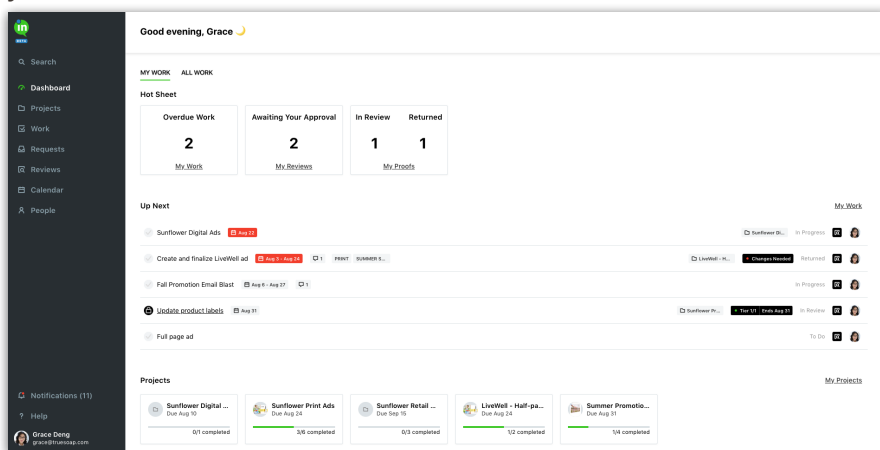 in
BETA
Search
Dashboard
Projects
Work
Requests
Reviews
Calendar
People
Notifications (11)
Help
Grace Deng
grace@truesoap.com
Good evening, Grace
MY WORK ALL WORK
Hot Sheet
Overdue Work
2
My Work
Awaiting Your Approval
2
My Reviews
In Review Returned
1 1
My Proofs
Up Next My Work
Sunflower Digital Ads Aug 22 Sunflower Di... In Progress
Create and finalize LiveWell ad Aug 3 - Aug 24 1 PRINT SUMMER S... LiveWell - H... Changes Needed Returned
Fall Promotion Email Blast Aug 6 - Aug 27 1 In Progress
Update product labels Aug 31 Sunflower Pr... Tier 1/1 Ends Aug 31 In Review
Full page ad To Do
Projects My Projects
Sunflower Digital ...
Due Aug 10
0/1 completed
Sunflower Print Ads
Due Aug 24
3/6 completed
Sunflower Retail ...
Due Sep 15
0/3 completed
LiveWell - Half-pa...
Due Aug 24
1/2 completed
Summer Promotio...
Due Aug 31
1/4 completed